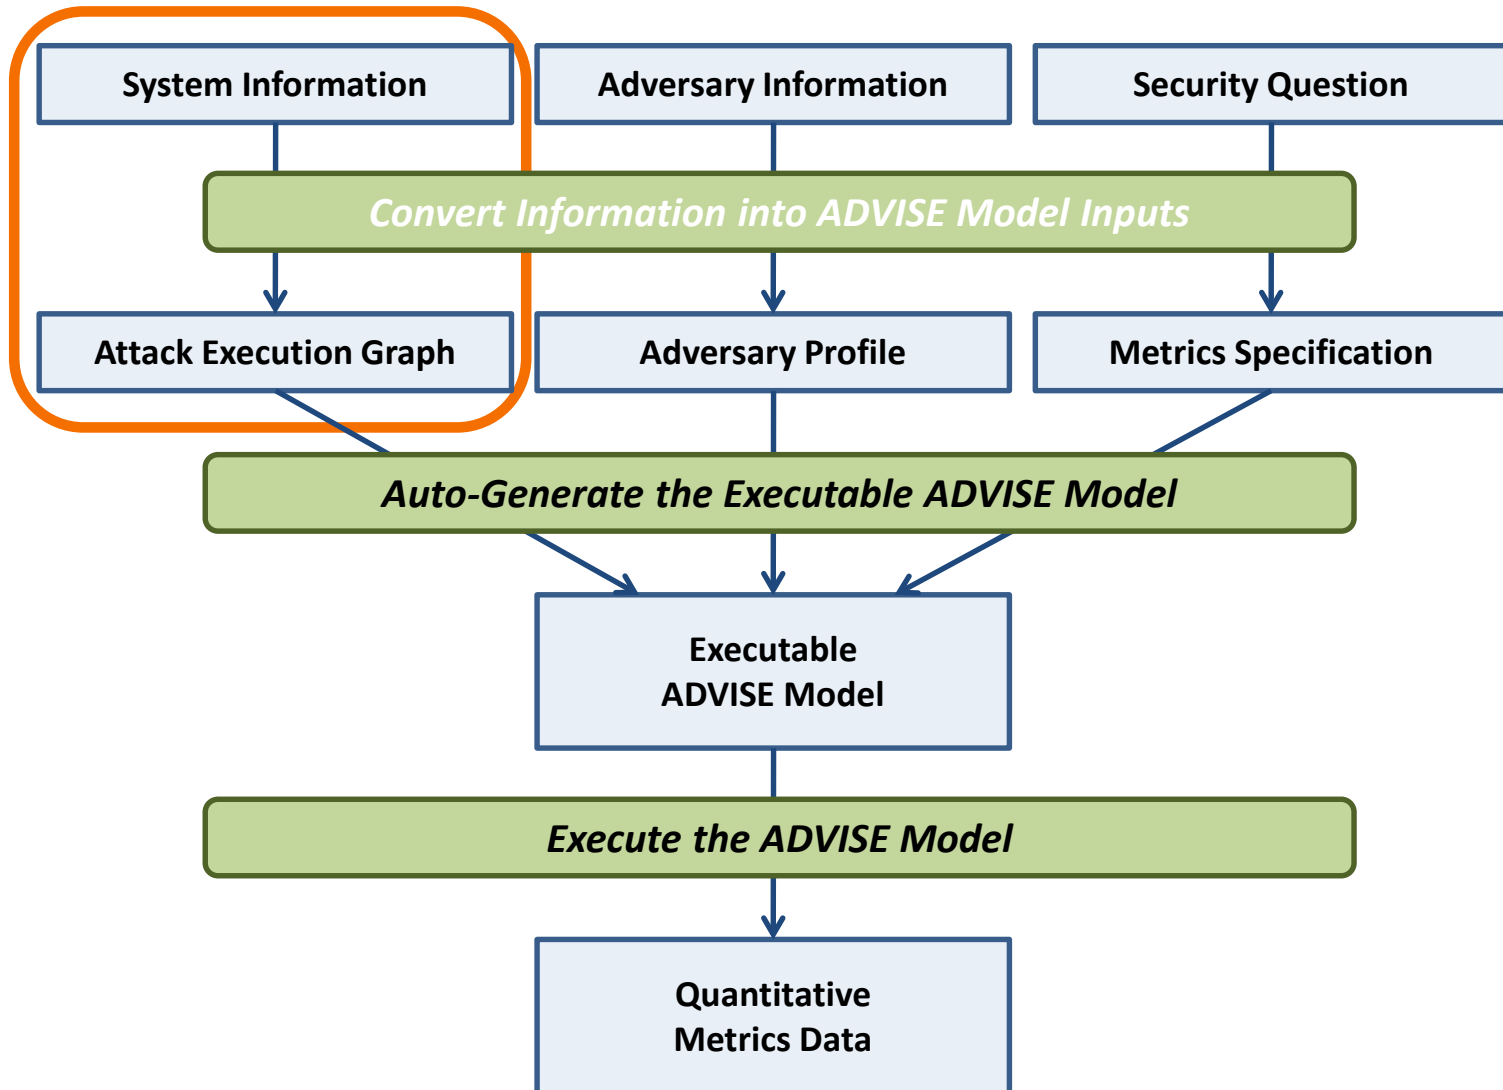 System Information
Adversary Information
Security Question
Convert Information into ADVISE Model Inputs
Attack Execution Graph
Adversary Profile
Metrics Specification
Auto-Generate the Executable ADVISE Model
Executable
ADVISE Model
Execute the ADVISE Model
Quantitative
Metrics Data